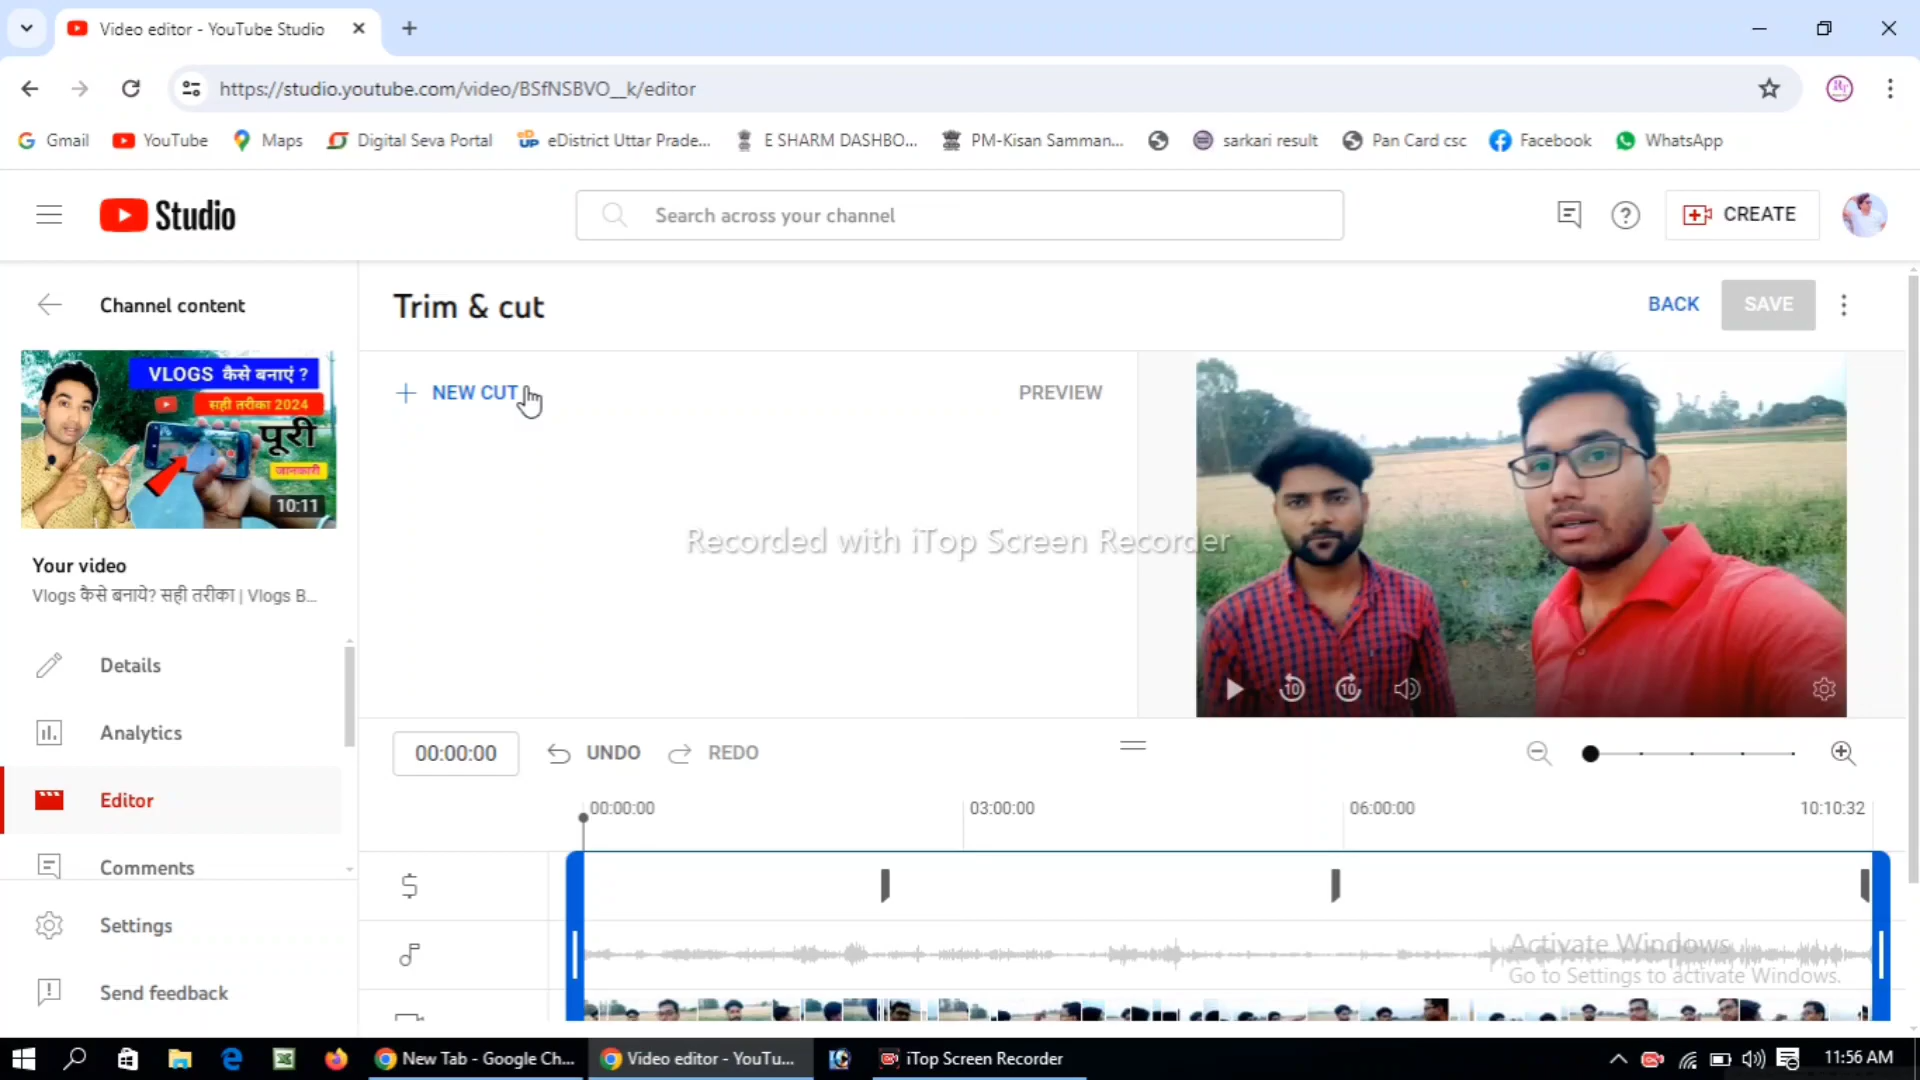 Video editor - YouTube Studio
https://studio.youtube.com/video/BSfNSBVO__k/editor
Gmail YouTube Maps Digital Seva Portal eDistrict Uttar Prade... E SHARM DASHBO... PM-Kisan Samman... sarkari result Pan Card csc Facebook WhatsApp
Studio
Search across your channel
CREATE
Channel content
Trim & cut
BACK
SAVE
VLOGS कैसे बनाएं ?
सही तरीका 2024
पूरी
जानकारी
10:11
NEW CUT
PREVIEW
Recorded with iTop Screen Recorder
Your video
Vlogs कैसे बनाये? सही तरीका | Vlogs B...
Details
Analytics
Editor
Comments
Settings
Send feedback
10
10
00:00:00
UNDO
REDO
00:00:00
03:00:00
06:00:00
10:10:32
Activate Windows
Go to Settings to activate Windows.
New Tab - Google Ch...
Video editor - YouTu...
iTop Screen Recorder
11:56 AM